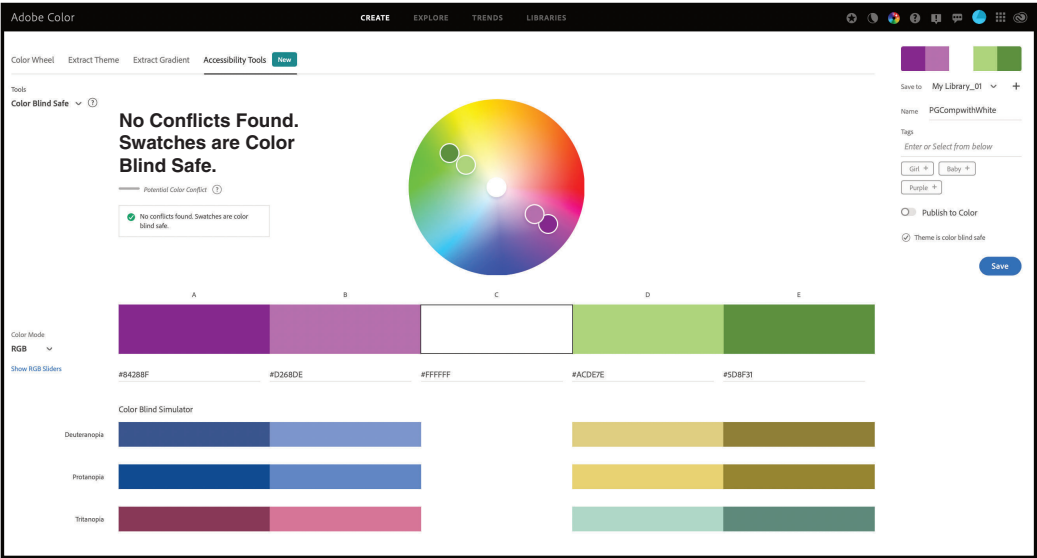 Adobe Color
CREATE EXPLORE TRENDS LIBRARIES
Color Wheel Extract Theme Extract Gradient Accessibility Tools New
Tools
Color Blind Safe ?
No Conflicts Found.
Swatches are Color
Blind Safe.
Potential Color Conflict ?
No conflicts found. Swatches are color
blind safe.
Save to My Library_01 +
Name PGCompwithWhite
Tags
Enter or Select from below
Girl + Baby +
Purple +
Publish to Color
Theme is color blind safe
Save
A B C D E
Color Mode
RGB
Show RGB Sliders
#84288F #D268DE #FFFFFF #ACDE7E #5D8F31
Color Blind Simulator
Deuteranopia
Protanopia
Tritanopia